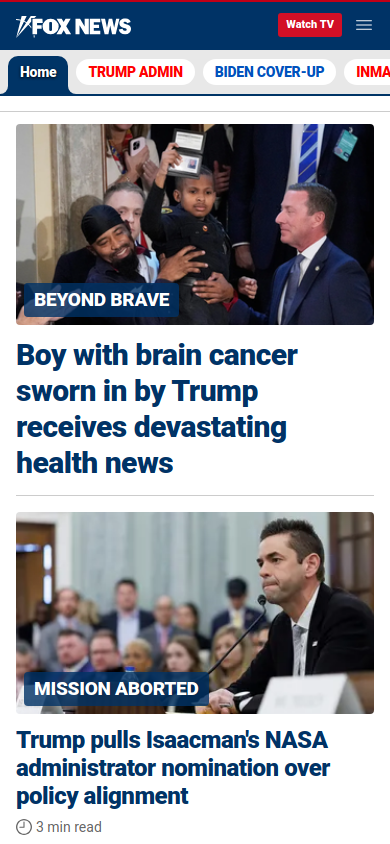 FOX NEWS
Watch TV
Home
TRUMP ADMIN
BIDEN COVER-UP
INMA
BEYOND BRAVE
Boy with brain cancer
sworn in by Trump
receives devastating
health news
MISSION ABORTED
Trump pulls Isaacman's NASA
administrator nomination over
policy alignment
3 min read